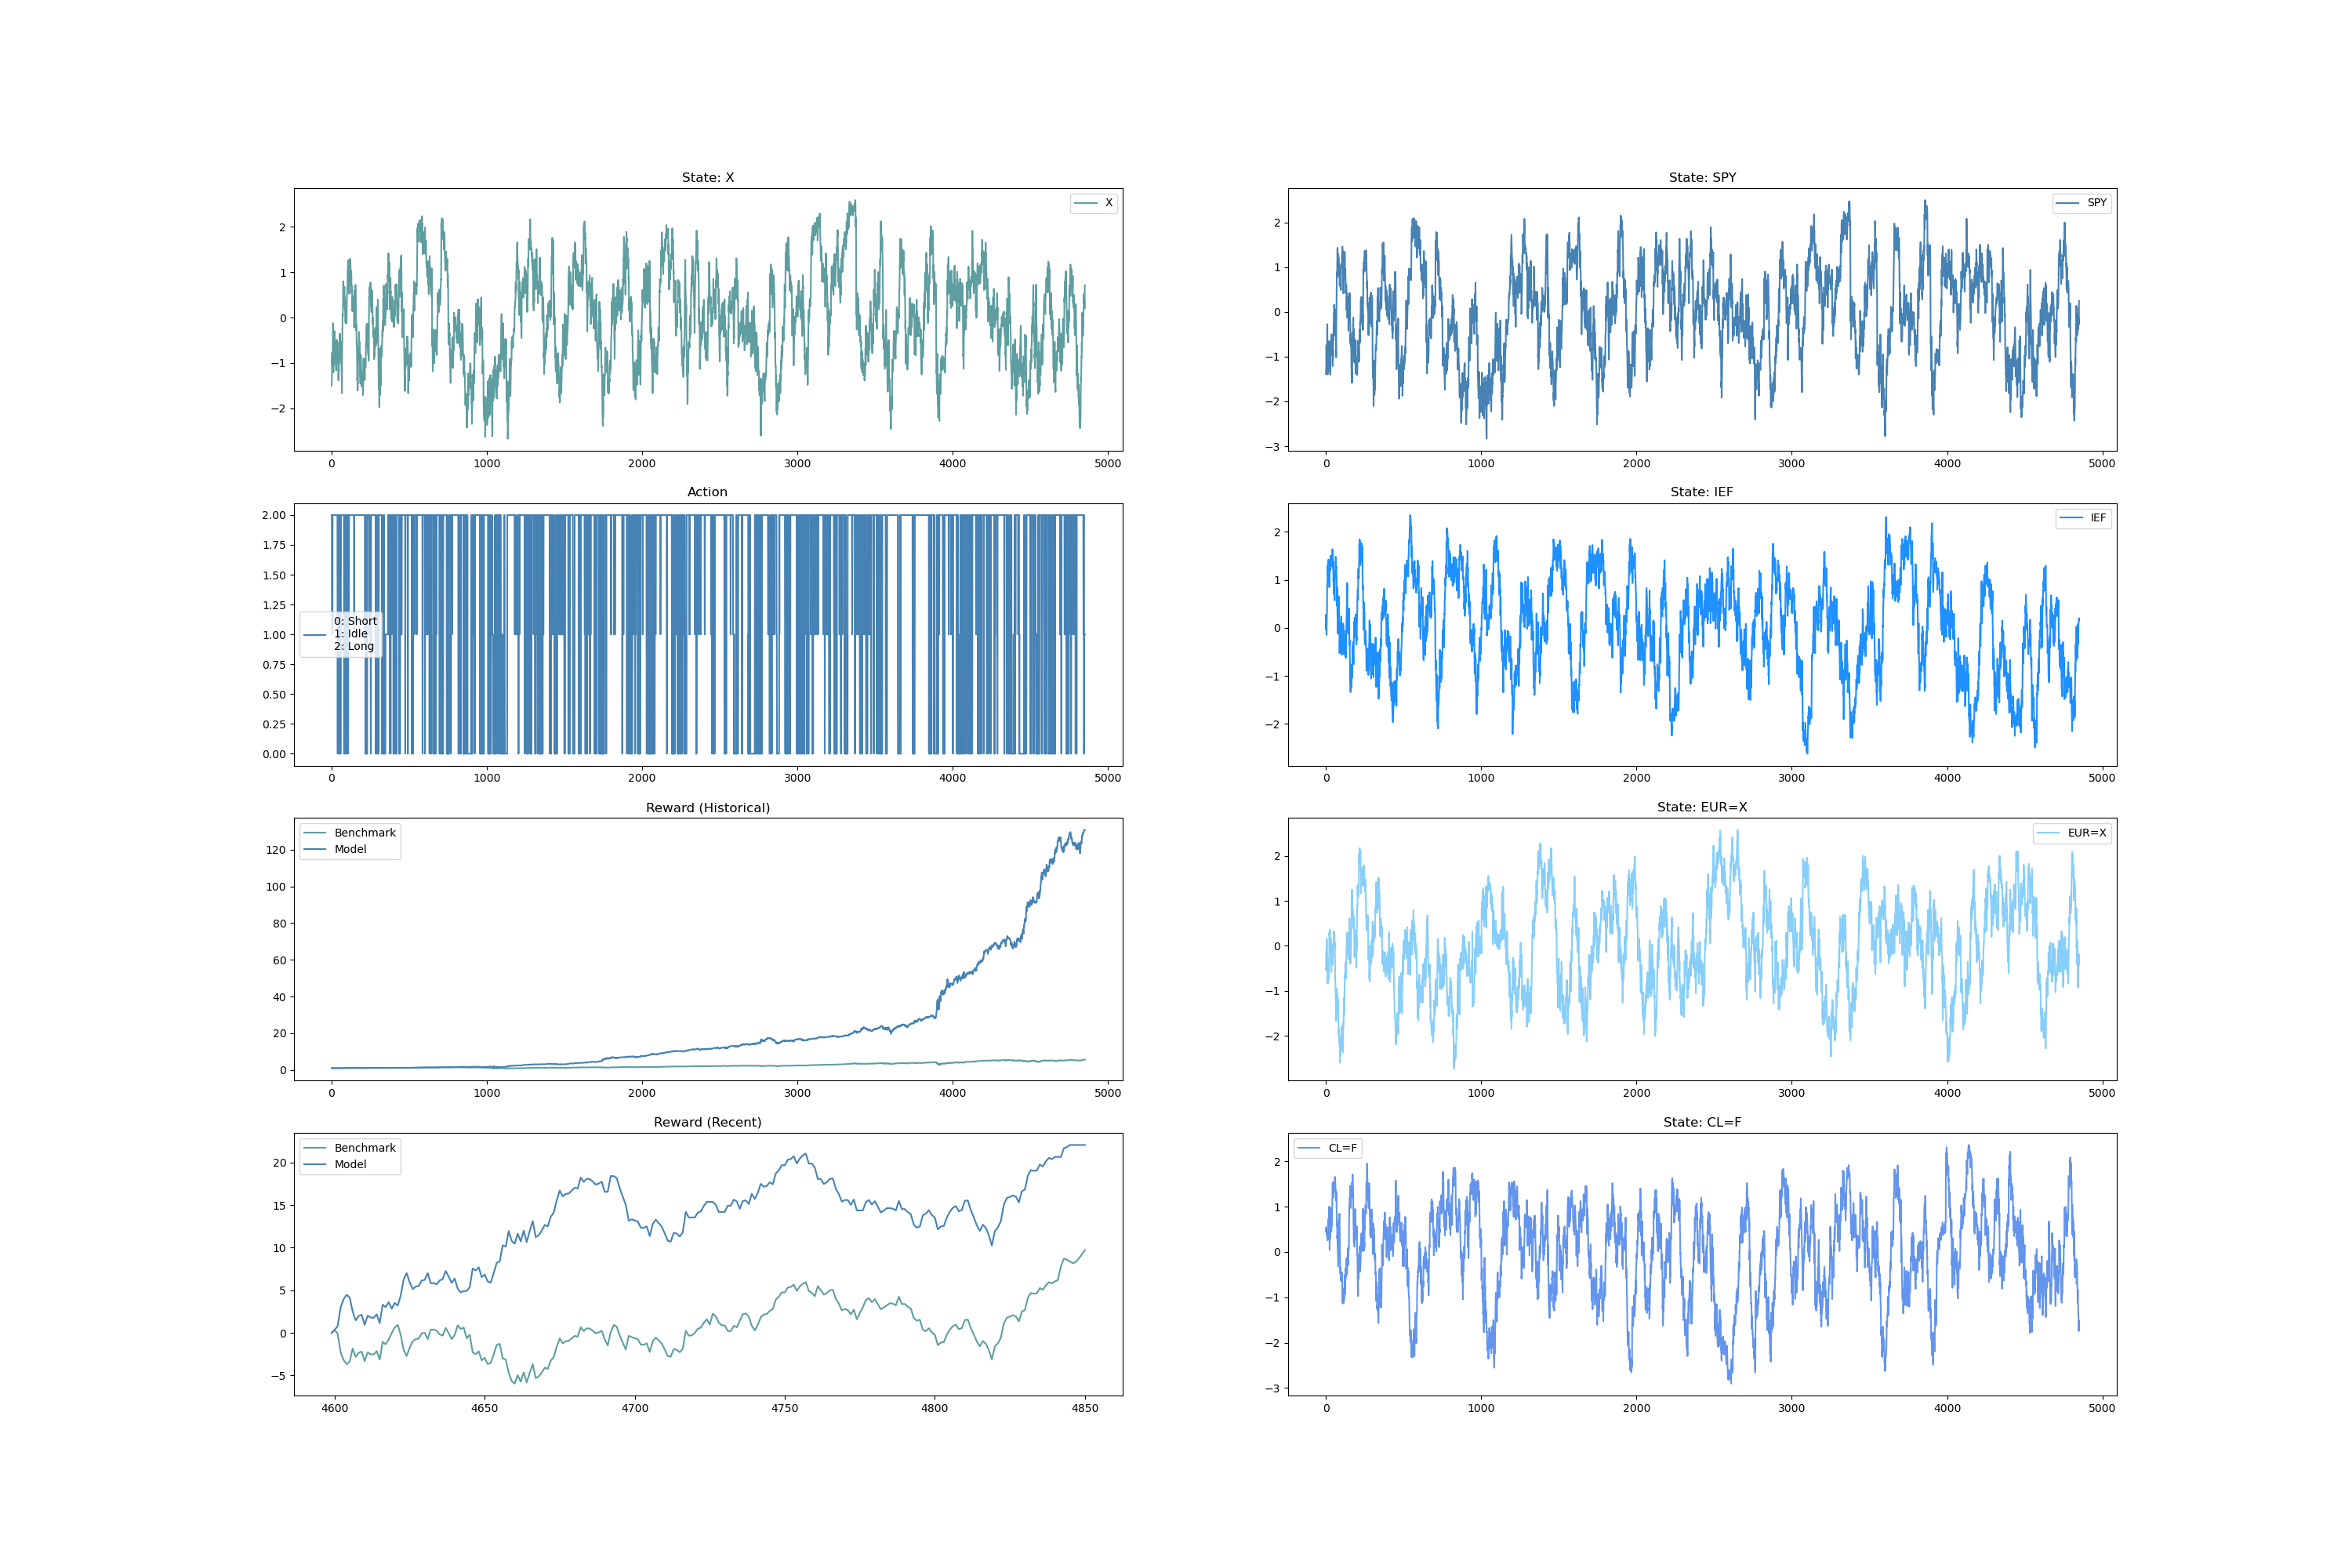 State: X
X
2
1
0
−1
−2
0 1000 2000 3000 4000 5000
State: SPY
SPY
2
1
0
−1
−2
−3
0 1000 2000 3000 4000 5000
Action
2.00
1.75
1.50
1.25
1.00
0.75
0.50
0.25
0.00
0: Short
1: Idle
2: Long
0 1000 2000 3000 4000 5000
State: IEF
IEF
2
1
0
−1
−2
0 1000 2000 3000 4000 5000
Reward (Historical)
Benchmark
Model
120
100
80
60
40
20
0
0 1000 2000 3000 4000 5000
State: EUR=X
EUR=X
2
1
0
−1
−2
0 1000 2000 3000 4000 5000
Reward (Recent)
Benchmark
Model
20
15
10
5
0
−5
4600 4650 4700 4750 4800 4850
State: CL=F
CL=F
2
1
0
−1
−2
−3
0 1000 2000 3000 4000 5000